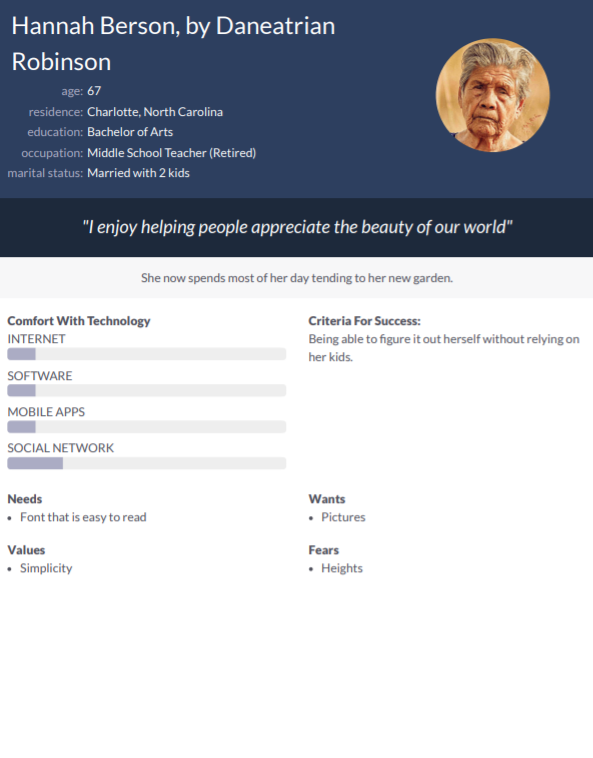 Hannah Berson, by Daneatrian
Robinson
age: 67
residence: Charlotte, North Carolina
education: Bachelor of Arts
occupation: Middle School Teacher (Retired)
marital status: Married with 2 kids
"I enjoy helping people appreciate the beauty of our world"
She now spends most of her day tending to her new garden.
Comfort With Technology
INTERNET
SOFTWARE
MOBILE APPS
SOCIAL NETWORK
Criteria For Success:
Being able to figure it out herself without relying on
her kids.
Needs
• Font that is easy to read
Wants
• Pictures
Values
• Simplicity
Fears
• Heights